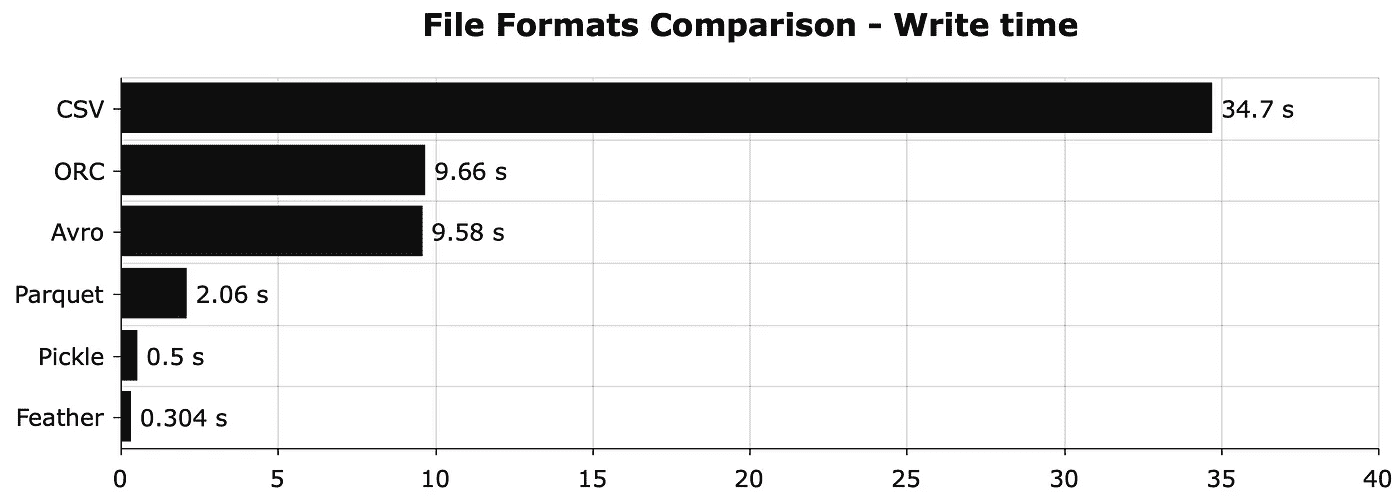 File Formats Comparison - Write time
CSV 34.7 s
ORC 9.66 s
Avro 9.58 s
Parquet 2.06 s
Pickle 0.5 s
Feather 0.304 s
0 5 10 15 20 25 30 35 40